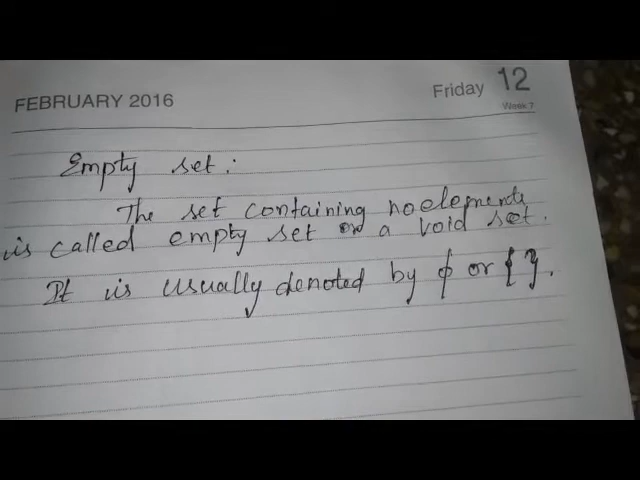 FEBRUARY 2016
Friday 12
Week 7
Empty set:
The set containing no elements
is called empty set or a void set.
It is usually denoted by ϕ or { }.